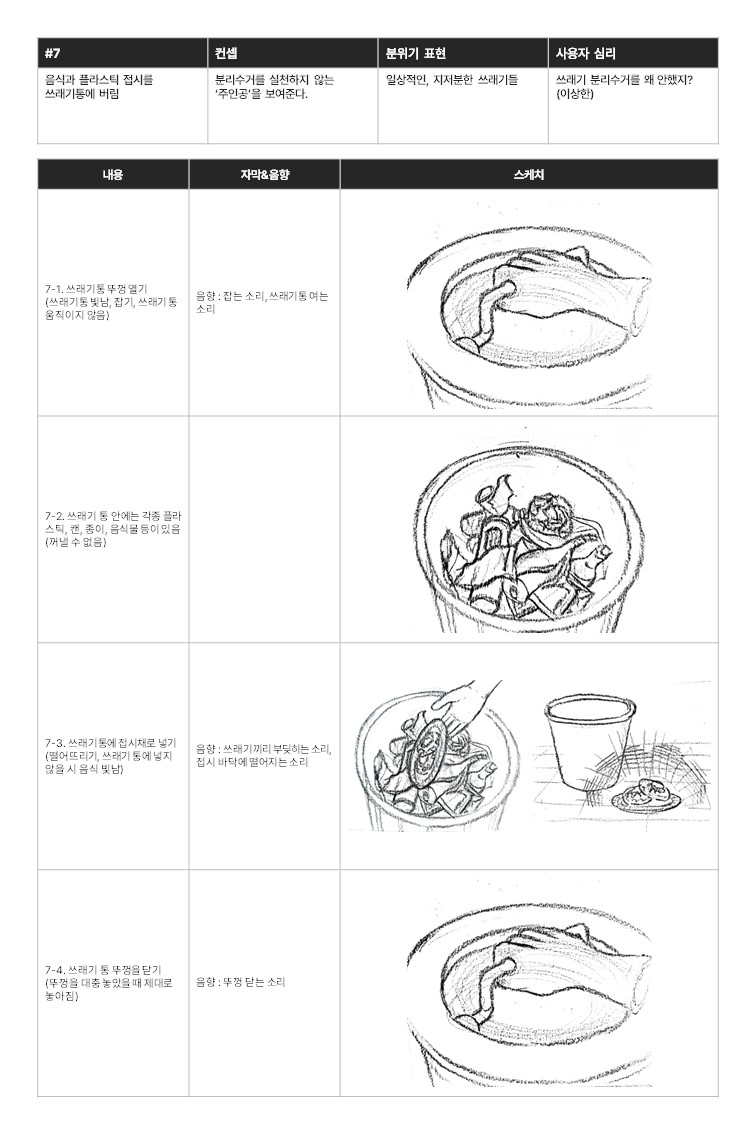 #7
컨셉
분위기 표현
사용자 심리
음식과 플라스틱 접시를
쓰레기통에 버림
분리수거를 실천하지 않는
‘주인공’을 보여준다.
일상적인, 지저분한 쓰레기들
쓰레기 분리수거를 왜 안했지?
(이상한)
내용
자막&음향
스케치
7-1. 쓰레기통 뚜껑 열기
(쓰레기통 빛남, 잡기, 쓰레기 통
움직이지 않음)
음향 : 잡는 소리, 쓰레기통 여는
소리
7-2. 쓰레기 통 안에는 각종 플라
스틱, 캔, 종이, 음식물 등이 있음
(꺼낼 수 없음)
7-3. 쓰레기통에 접시채로 넣기
(떨어뜨리기, 쓰레기 통에 넣지
않을 시 음식 빛남)
음향 : 쓰레기끼리 부딪히는 소리,
접시 바닥에 떨어지는 소리
7-4. 쓰레기 통 뚜껑을 닫기
(뚜껑을 대충 놓았을 때 제대로
놓아짐)
음향 : 뚜껑 닫는 소리